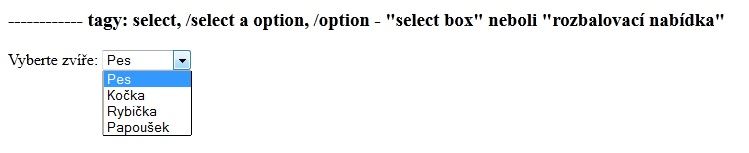 ------------ tagy: select, /select a option, /option - "select box" neboli "rozbalovací nabídka"
Vyberte zvíře: Pes
Pes
Kočka
Rybička
Papoušek